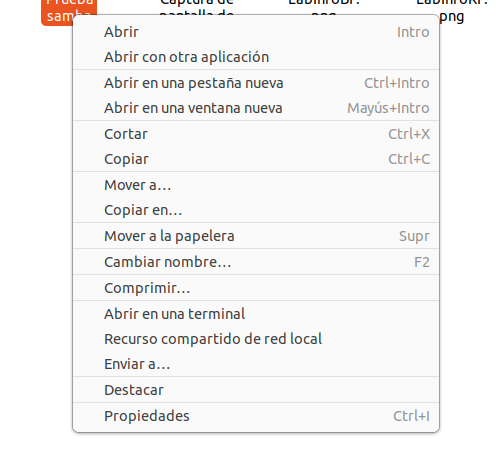 Prueba
samba
Captura de
pantalla de
png
png
Abrir Intro
Abrir con otra aplicación
Abrir en una pestaña nueva Ctrl+Intro
Abrir en una ventana nueva Mayús+Intro
Cortar Ctrl+X
Copiar Ctrl+C
Mover a...
Copiar en...
Mover a la papelera Supr
Cambiar nombre... F2
Comprimir...
Abrir en una terminal
Recurso compartido de red local
Enviar a...
Destacar
Propiedades Ctrl+I